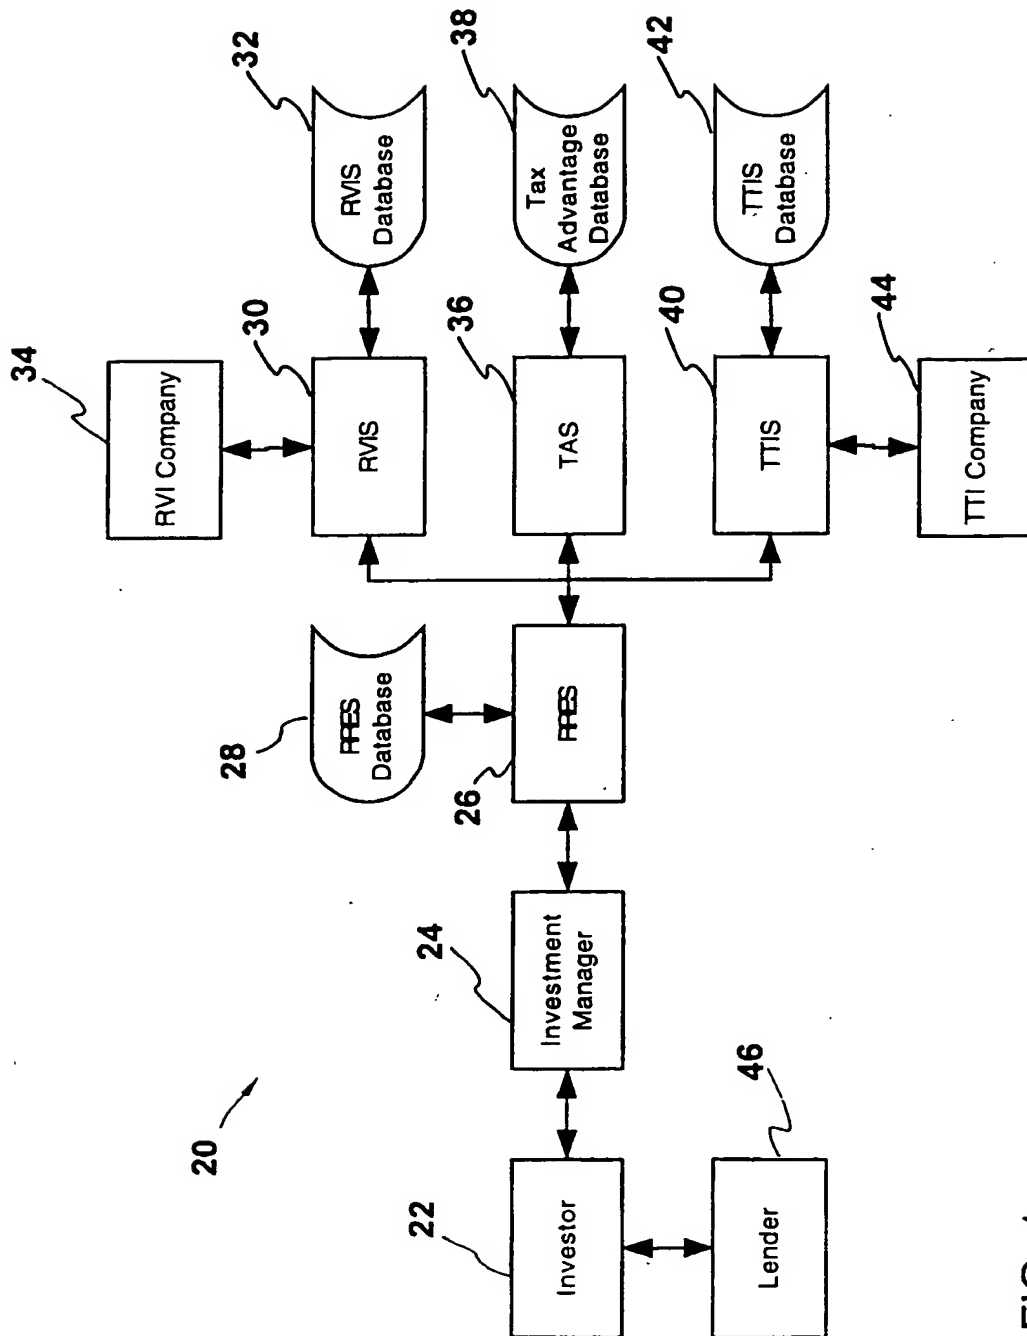 34
RVI Company
30
RVIS
32
RVIS
Database
36
TAS
38
Tax
Advantage
Database
40
TTIS
42
TTIS
Database
44
TTI Company
28
RRES
Database
26
RRES
24
Investment
Manager
20
22
Investor
46
Lender
FIG.